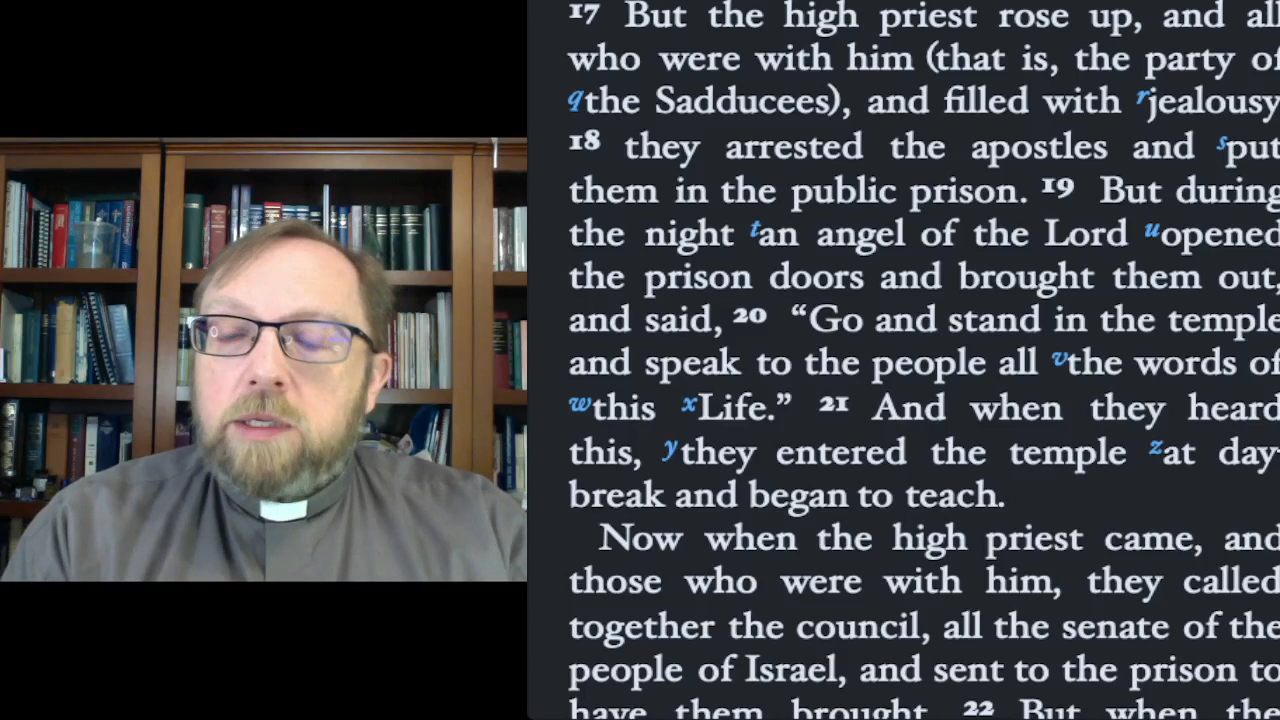 17 But the high priest rose up, and all
who were with him (that is, the party of
qthe Sadducees), and filled with rjealousy
18 they arrested the apostles and sput
them in the public prison. 19 But during
the night tan angel of the Lord uopened
the prison doors and brought them out,
and said, 20 “Go and stand in the temple
and speak to the people all vthe words of
wthis xLife.” 21 And when they heard
this, ythey entered the temple zat day-
break and began to teach.
Now when the high priest came, and
those who were with him, they called
together the council, all the senate of the
people of Israel, and sent to the prison to
have them brought. 22 But when the